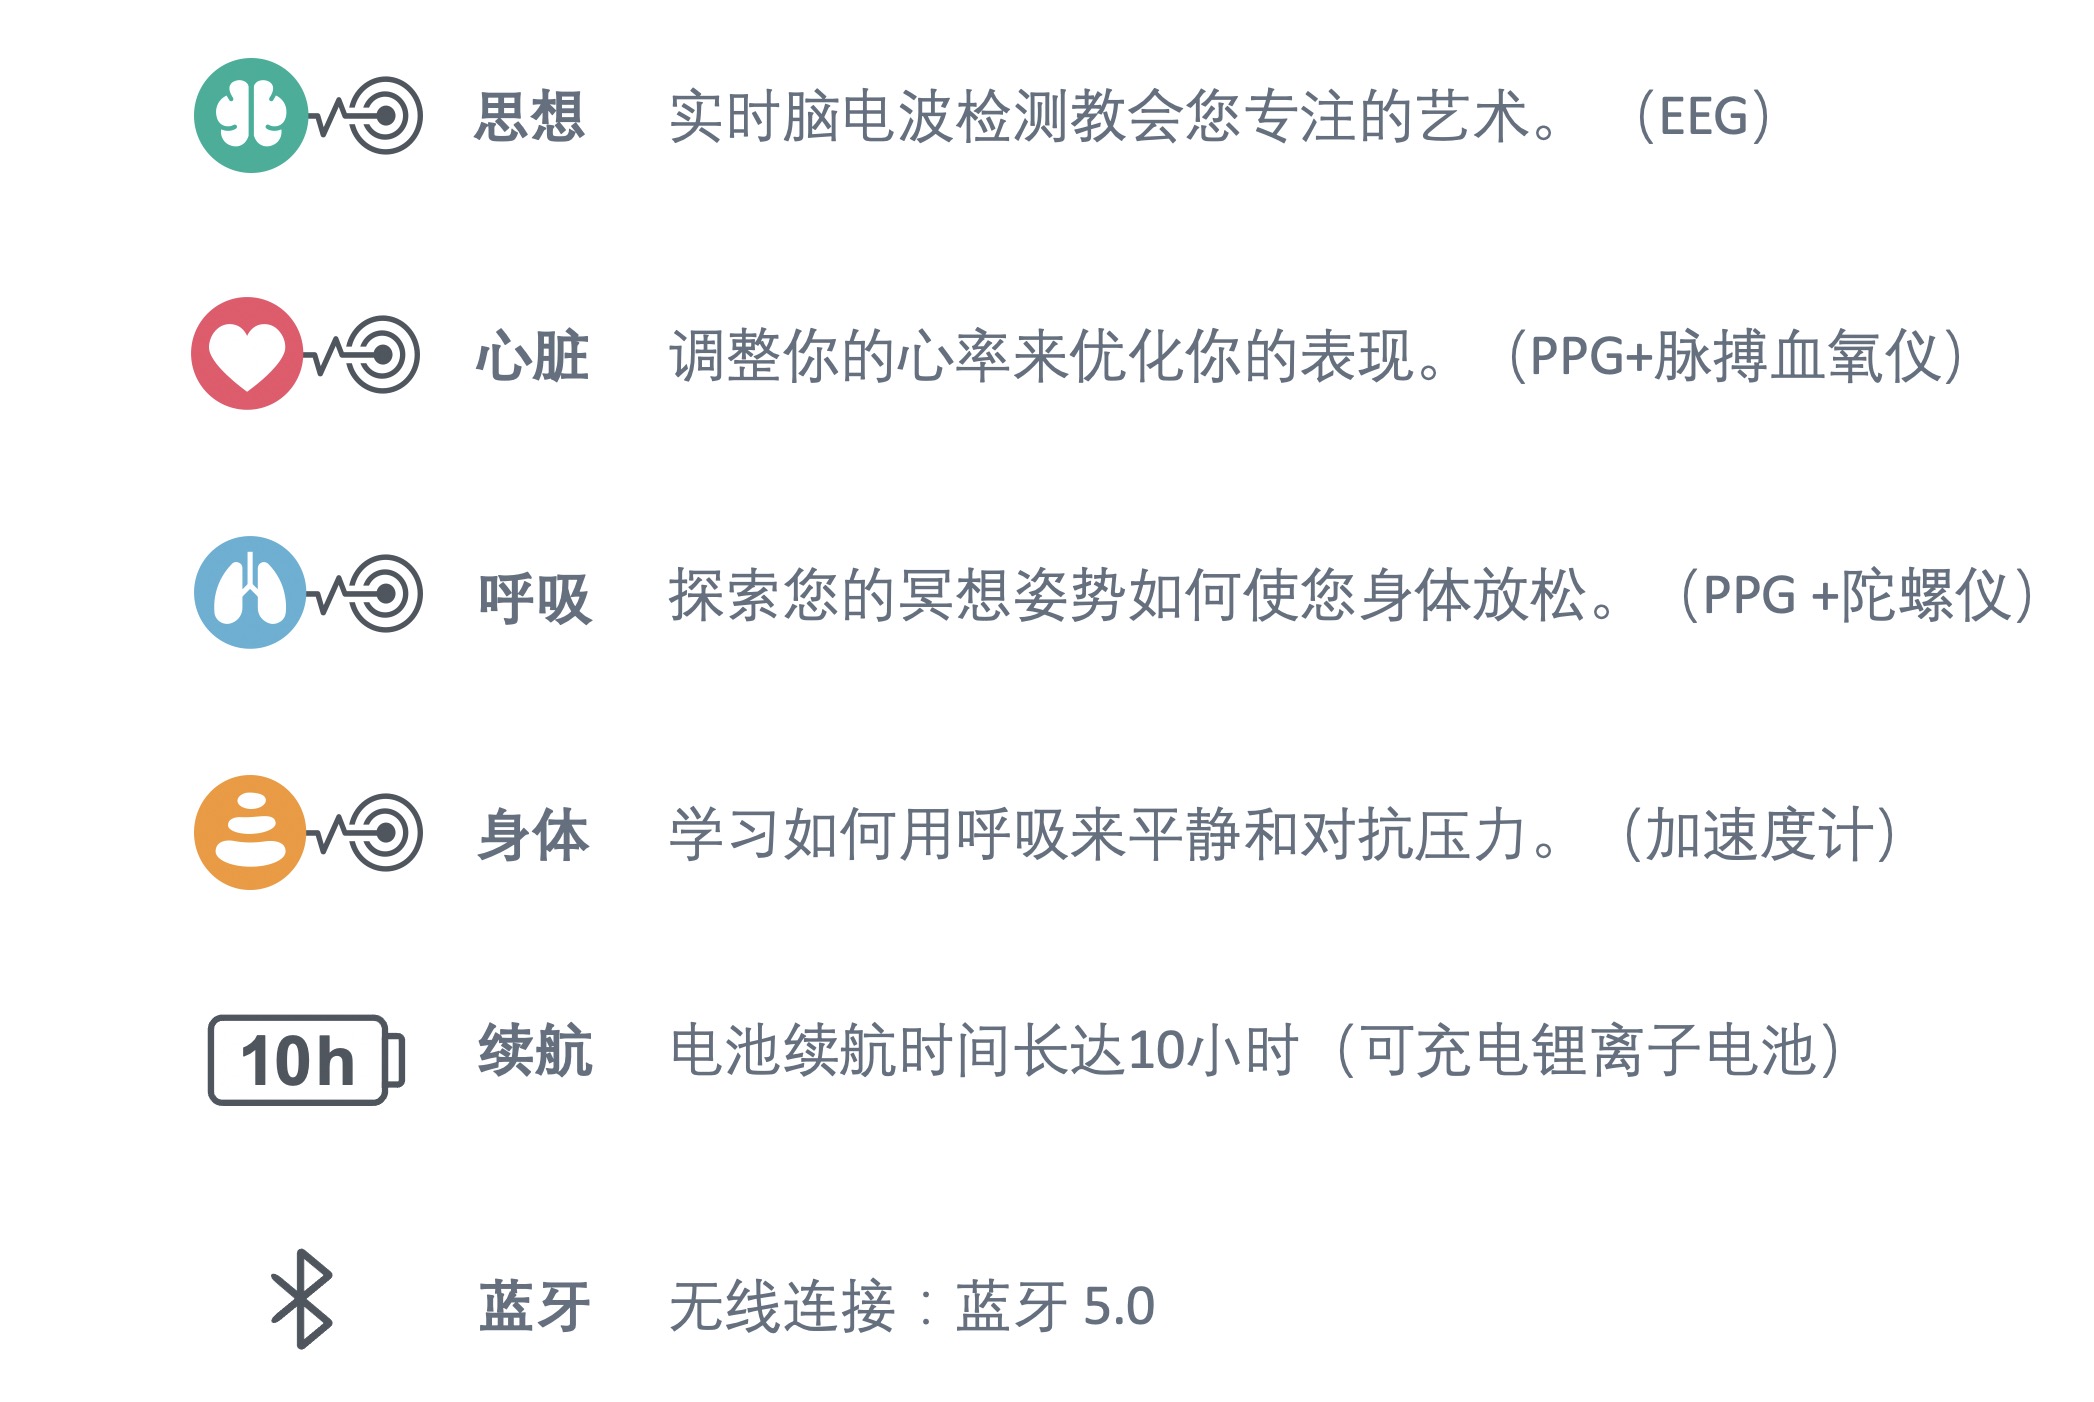 思想 实时脑电波检测教会您专注的艺术。（EEG）
心脏 调整你的心率来优化你的表现。（PPG+脉搏血氧仪）
呼吸 探索您的冥想姿势如何使您身体放松。（PPG +陀螺仪）
身体 学习如何用呼吸来平静和对抗压力。（加速度计）
10h 续航 电池续航时间长达10小时（可充电锂离子电池）
蓝牙 无线连接：蓝牙 5.0